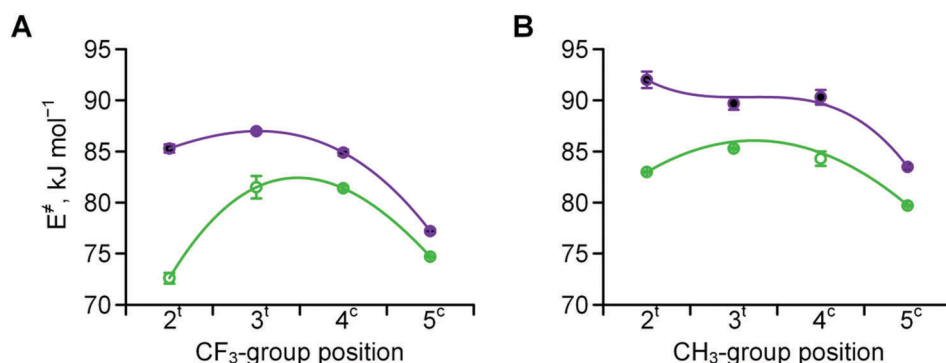 A
E≠, kJ mol⁻¹
95
90
85
80
75
70
2ᵗ 3ᵗ 4ᶜ 5ᶜ
CF₃-group position
B
95
90
85
80
75
70
2ᵗ 3ᵗ 4ᶜ 5ᶜ
CH₃-group position